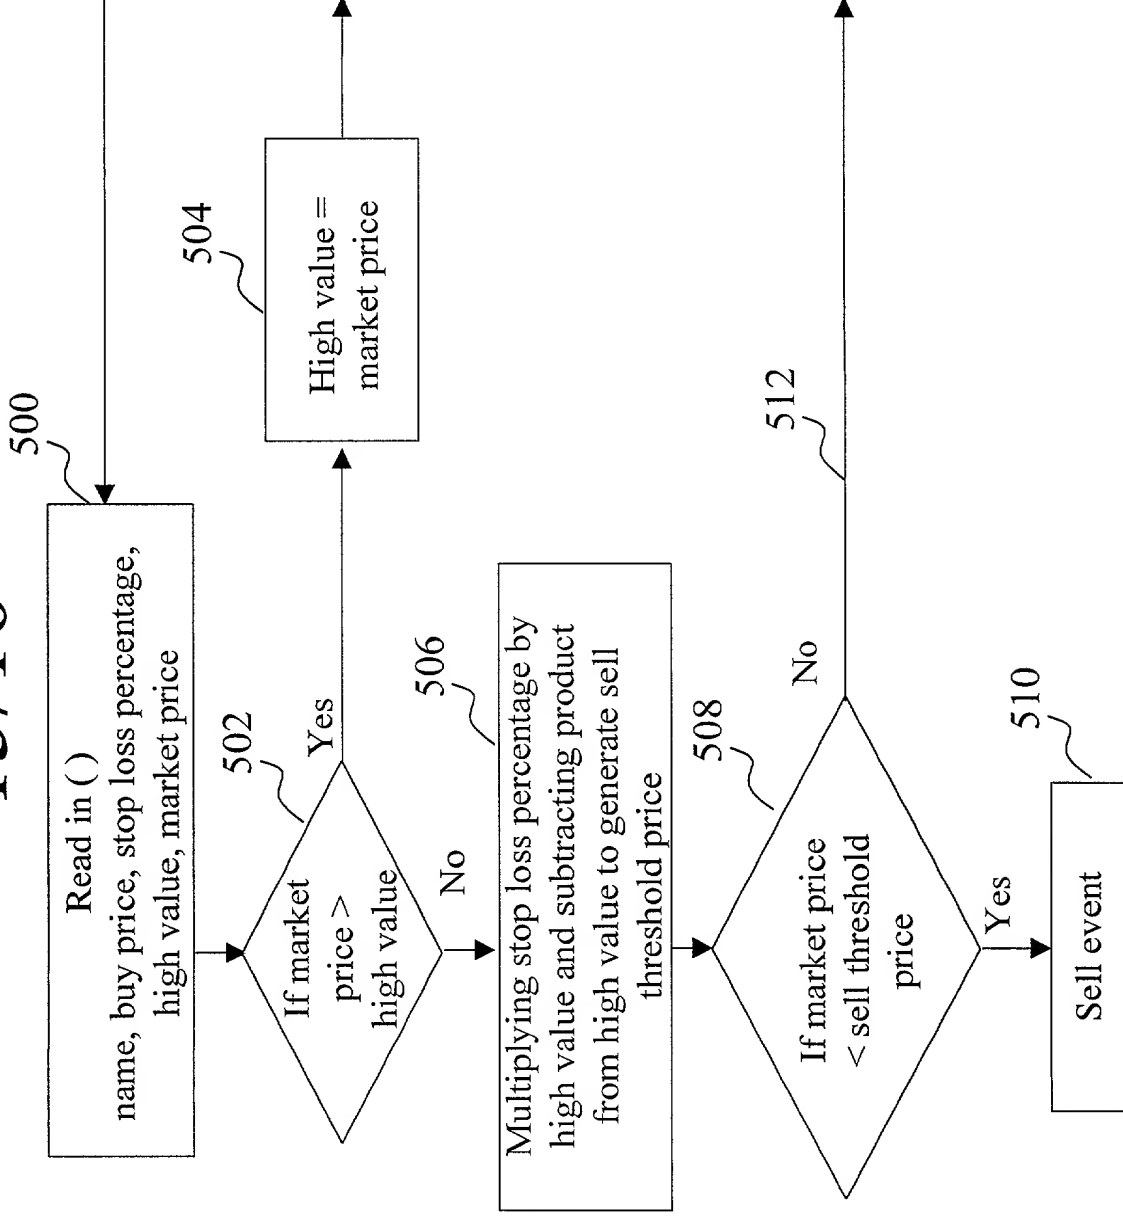 500
Read in ( )
name, buy price, stop loss percentage,
high value, market price
502
If market
price >
high value
Yes
504
High value =
market price
No
506
Multiplying stop loss percentage by
high value and subtracting product
from high value to generate sell
threshold price
508
If market price
< sell threshold
price
No
512
Yes
510
Sell event